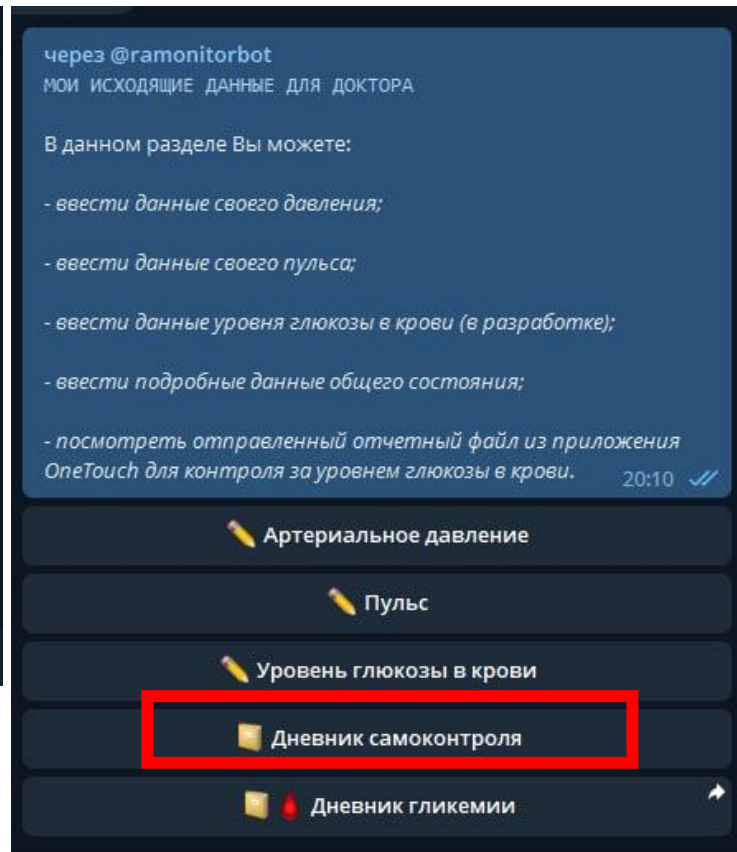 через @ramonitorbot
МОИ ИСХОДЯЩИЕ ДАННЫЕ ДЛЯ ДОКТОРА
В данном разделе Вы можете:
- ввести данные своего давления;
- ввести данные своего пульса;
- ввести данные уровня глюкозы в крови (в разработке);
- ввести подробные данные общего состояния;
- посмотреть отправленный отчетный файл из приложения
OneTouch для контроля за уровнем глюкозы в крови. 20:10
Артериальное давление
Пульс
Уровень глюкозы в крови
Дневник самоконтроля
Дневник гликемии